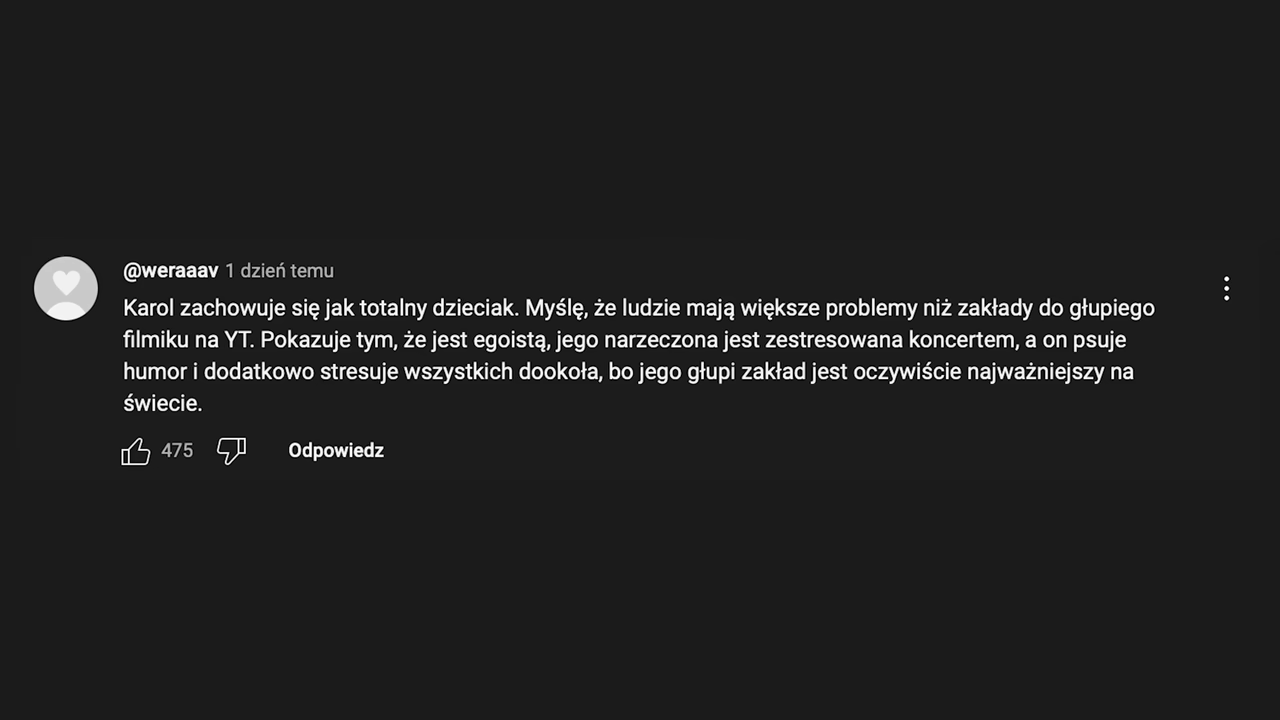 @weraaav 1 dzień temu
Karol zachowuje się jak totalny dzieciak. Myślę, że ludzie mają większe problemy niż zakłady do głupiego
filmiku na YT. Pokazuje tym, że jest egoistą, jego narzeczona jest zestresowana koncertem, a on psuje
humor i dodatkowo stresuje wszystkich dookoła, bo jego głupi zakład jest oczywiście najważniejszy na
świecie.
475 Odpowiedz